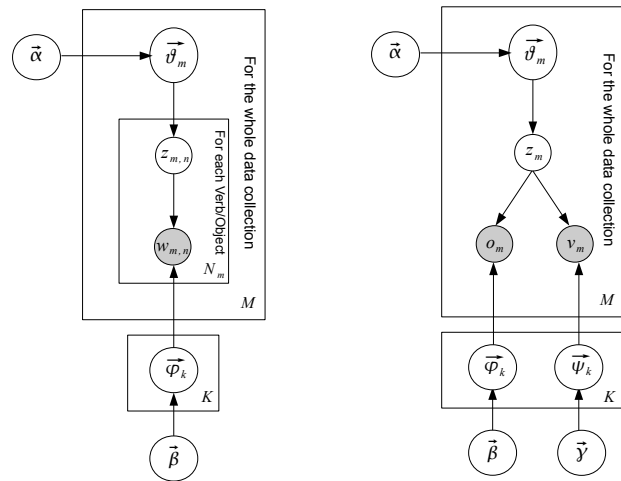 α⃗
ϑ⃗_m
For the whole data collection
z_{m,n}
For each Verb/Object
w_{m,n}
N_m
M
φ⃗_k
K
β⃗
α⃗
ϑ⃗_m
For the whole data collection
z_m
o_m
v_m
M
φ⃗_k
ψ⃗_k
K
β⃗
γ⃗